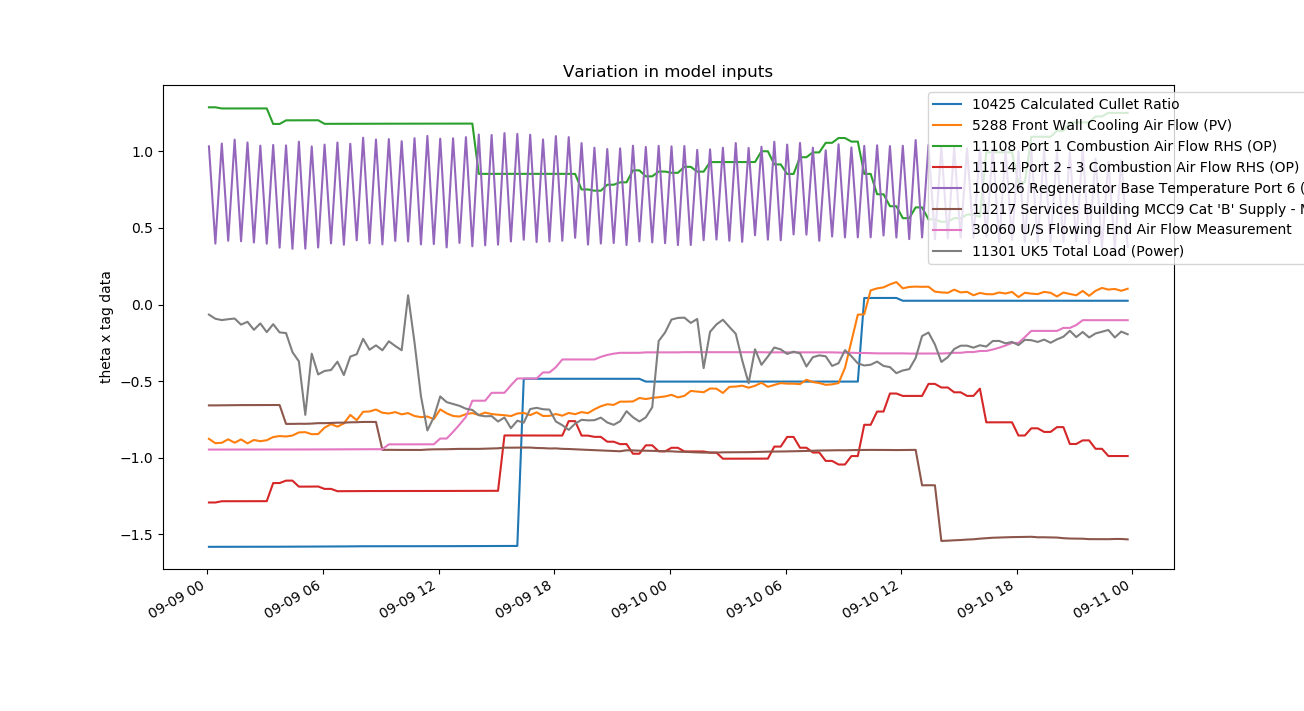 Variation in model inputs
10425 Calculated Cullet Ratio
5288 Front Wall Cooling Air Flow (PV)
11108 Port 1 Combustion Air Flow RHS (OP)
11114 Port 2 - 3 Combustion Air Flow RHS (OP)
100026 Regenerator Base Temperature Port 6 (
11217 Services Building MCC9 Cat 'B' Supply -
30060 U/S Flowing End Air Flow Measurement
11301 UK5 Total Load (Power)
theta x tag data
1.0
0.5
0.0
−0.5
−1.0
−1.5
09-09 00
09-09 06
09-09 12
09-09 18
09-10 00
09-10 06
09-10 12
09-10 18
09-11 00